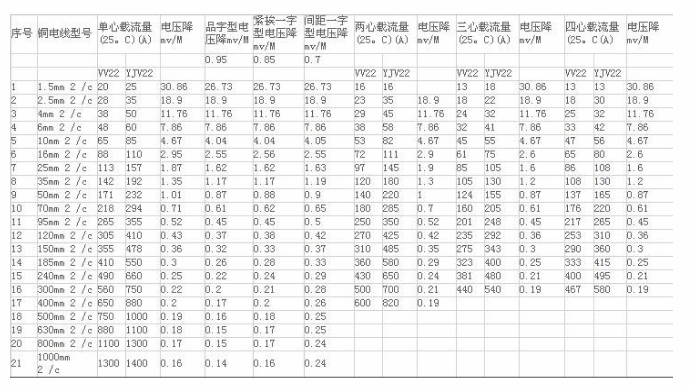 序号 铜电线型号 单心载流量(25。C)(A) 电压降mv/M 品字型电压降mv/M 紧挨一字型电压降mv/M 间距一字型电压降mv/M 两心载流量(25。C)(A) 电压降mv/M 三心载流量(25。C)(A) 电压降mv/M 四心载流量(25。C)(A) 电压降mv/M
0.95 0.85 0.7
VV22 YJV22 VV22 YJV22 VV22 YJV22 VV22 YJV22
1 1.5mm 2 /c 20 25 30.86 26.73 26.73 26.73 16 16 13 18 30.86 13 13 30.86
2 2.5mm 2 /c 28 35 18.9 18.9 18.9 18.9 23 35 18.9 18 22 18.9 18 30 18.9
3 4mm 2 /c 38 50 11.76 11.76 11.76 11.76 29 45 11.76 24 32 11.76 25 32 11.76
4 6mm 2 /c 48 60 7.86 7.86 7.86 7.86 38 58 7.86 32 41 7.86 33 42 7.86
5 10mm 2 /c 65 85 4.67 4.04 4.04 4.05 53 82 4.67 45 55 4.67 47 56 4.67
6 16mm 2 /c 88 110 2.95 2.55 2.56 2.55 72 111 2.9 61 75 2.6 65 80 2.6
7 25mm 2 /c 113 157 1.87 1.62 1.62 1.63 97 145 1.9 85 105 1.6 86 108 1.6
8 35mm 2 /c 142 192 1.35 1.17 1.17 1.19 120 180 1.3 105 130 1.2 108 130 1.2
9 50mm 2 /c 171 232 1.01 0.87 0.88 0.9 140 220 1 124 155 0.87 137 165 0.87
10 70mm 2 /c 218 294 0.71 0.61 0.62 0.65 180 285 0.7 160 205 0.61 176 220 0.61
11 95mm 2 /c 265 355 0.52 0.45 0.45 0.5 250 350 0.52 201 248 0.45 217 265 0.45
12 120mm 2 /c 305 410 0.43 0.37 0.38 0.42 270 425 0.42 235 292 0.36 253 310 0.36
13 150mm 2 /c 355 478 0.36 0.32 0.33 0.37 310 485 0.35 275 343 0.3 290 360 0.3
14 185mm 2 /c 410 550 0.3 0.26 0.28 0.33 360 580 0.29 323 400 0.25 333 415 0.25
15 240mm 2 /c 490 660 0.25 0.22 0.24 0.29 430 650 0.24 381 480 0.21 400 495 0.21
16 300mm 2 /c 560 750 0.22 0.2 0.21 0.28 500 700 0.21 440 540 0.19 467 580 0.19
17 400mm 2 /c 650 880 0.2 0.17 0.2 0.26 600 820 0.19
18 500mm 2 /c 750 1000 0.19 0.16 0.18 0.25
19 630mm 2 /c 880 1100 0.18 0.15 0.17 0.25
20 800mm 2 /c 1100 1300 0.17 0.15 0.17 0.24
21 1000mm 2 /c 1300 1400 0.16 0.14 0.16 0.24